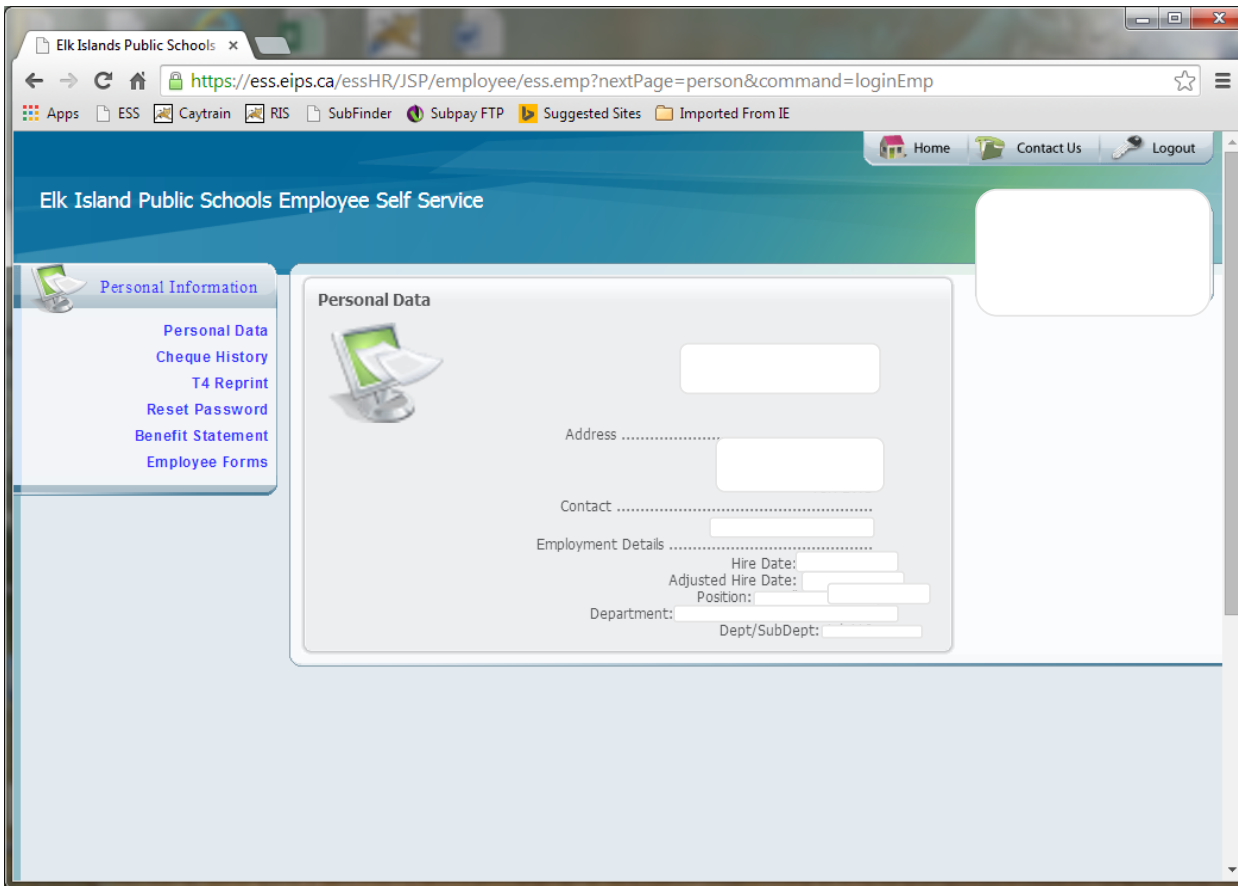 Elk Islands Public Schools
https://ess.eips.ca/essHR/JSP/employee/ess.emp?nextPage=person&command=loginEmp
Apps ESS Caytrain RIS SubFinder Subpay FTP Suggested Sites Imported From IE
Home Contact Us Logout
Elk Island Public Schools Employee Self Service
Personal Information
Personal Data
Cheque History
T4 Reprint
Reset Password
Benefit Statement
Employee Forms
Personal Data
Address .....................
Contact ......................................................
Employment Details ...........................................
Hire Date:
Adjusted Hire Date:
Position:
Department:
Dept/SubDept: